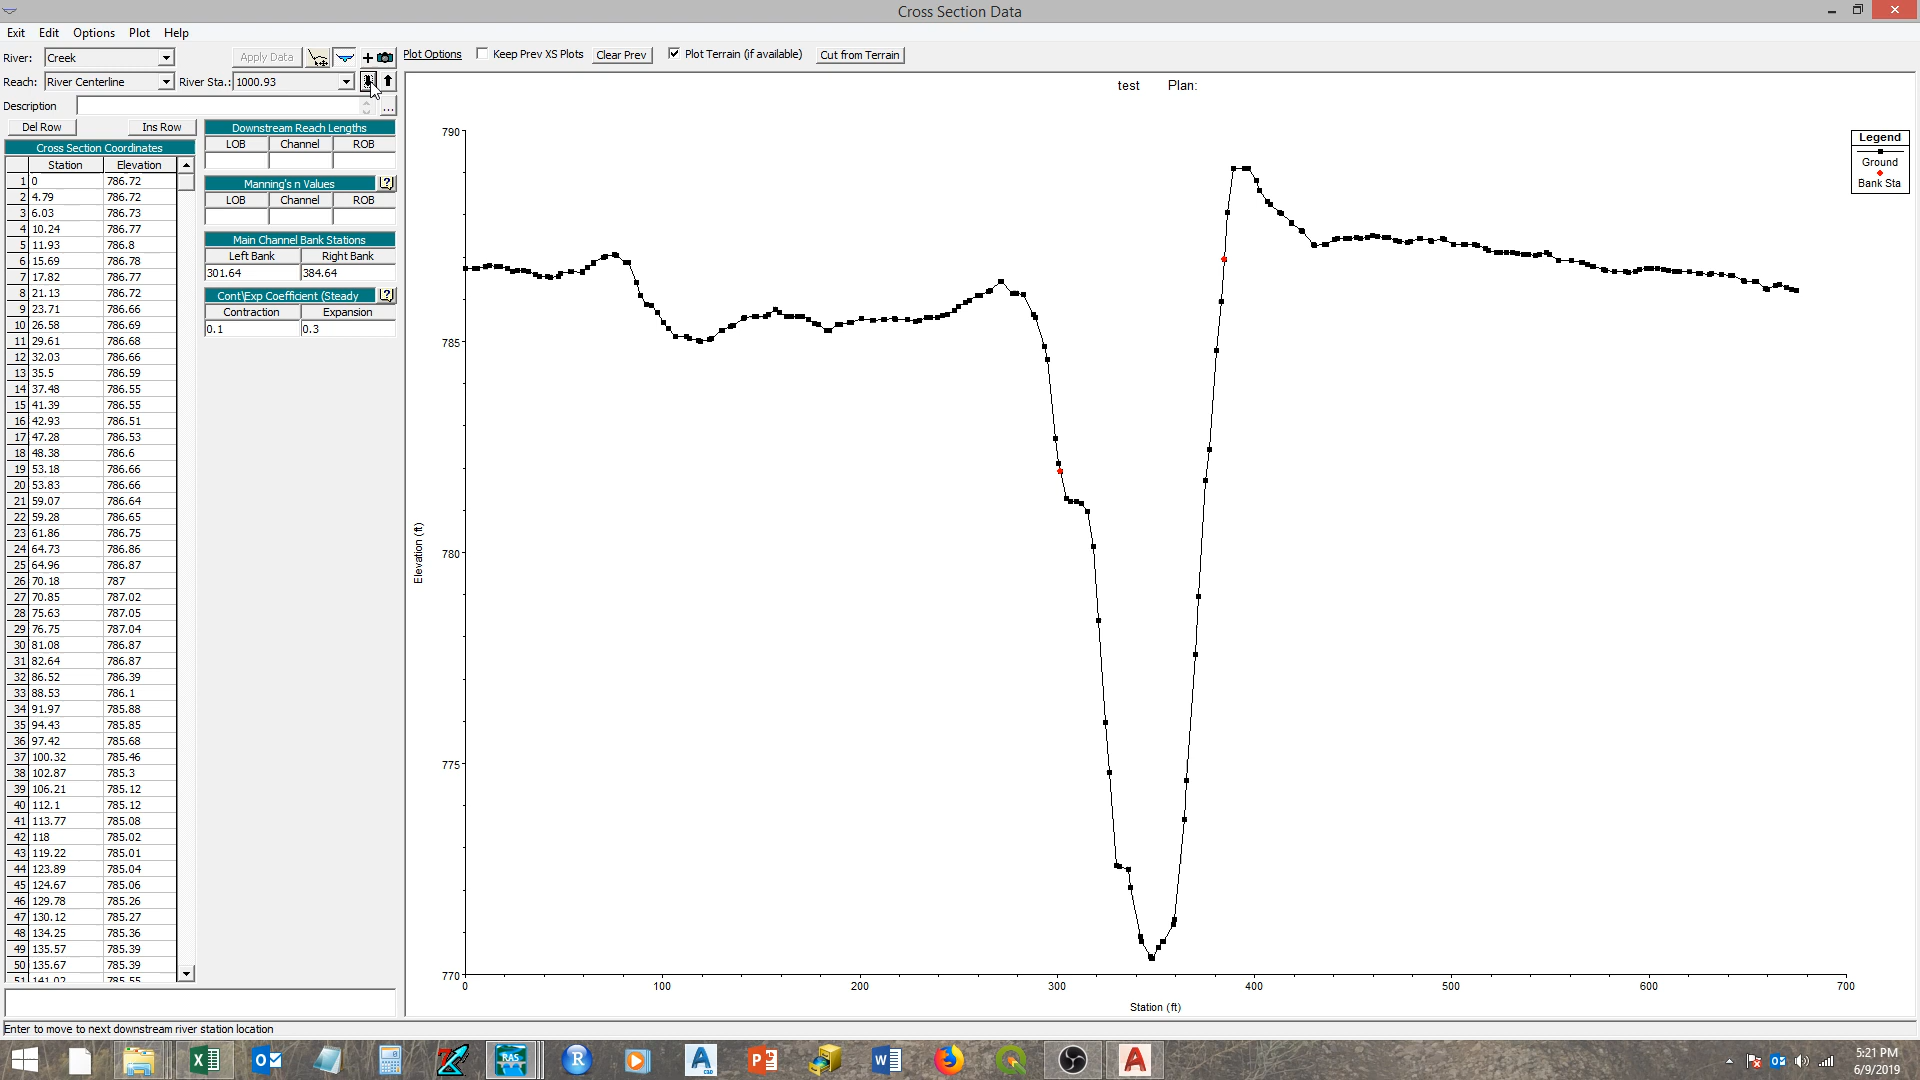 Cross Section Data
Exit Edit Options Plot Help
River: Creek Apply Data + Plot Options Keep Prev XS Plots Clear Prev Plot Terrain (if available) Cut from Terrain
Reach: River Centerline River Sta.: 1000.93
Description ...
Del Row Ins Row
Cross Section Coordinates
Station Elevation
1 0 786.72
2 4.79 786.72
3 6.03 786.73
4 10.24 786.77
5 11.93 786.8
6 15.69 786.78
7 17.82 786.77
8 21.13 786.72
9 23.71 786.66
10 26.58 786.69
11 29.61 786.68
12 32.03 786.66
13 35.5 786.59
14 37.48 786.55
15 41.39 786.55
16 42.93 786.51
17 47.28 786.53
18 48.38 786.6
19 53.18 786.66
20 53.83 786.66
21 59.07 786.64
22 59.28 786.65
23 61.86 786.75
24 64.73 786.86
25 64.96 786.87
26 70.18 787
27 70.85 787.02
28 75.63 787.05
29 76.75 787.04
30 81.08 786.87
31 82.64 786.87
32 86.52 786.39
33 88.53 786.1
34 91.97 785.88
35 94.43 785.85
36 97.42 785.68
37 100.32 785.46
38 102.87 785.3
39 106.21 785.12
40 112.1 785.12
41 113.77 785.08
42 118 785.02
43 119.22 785.01
44 123.89 785.04
45 124.67 785.06
46 129.78 785.26
47 130.12 785.27
48 134.25 785.36
49 135.57 785.39
50 135.67 785.39
51 141.02 785.55
Downstream Reach Lengths
LOB Channel ROB
Manning's n Values
LOB Channel ROB
Main Channel Bank Stations
Left Bank Right Bank
301.64 384.64
Cont\Exp Coefficient (Steady
Contraction Expansion
0.1 0.3
test Plan:
Legend
Ground
Bank Sta
790
785
780
775
770
Elevation (ft)
0 100 200 300 400 500 600 700
Station (ft)
Enter to move to next downstream river station location
RAS
R
A
CAD
5:21 PM
6/9/2019